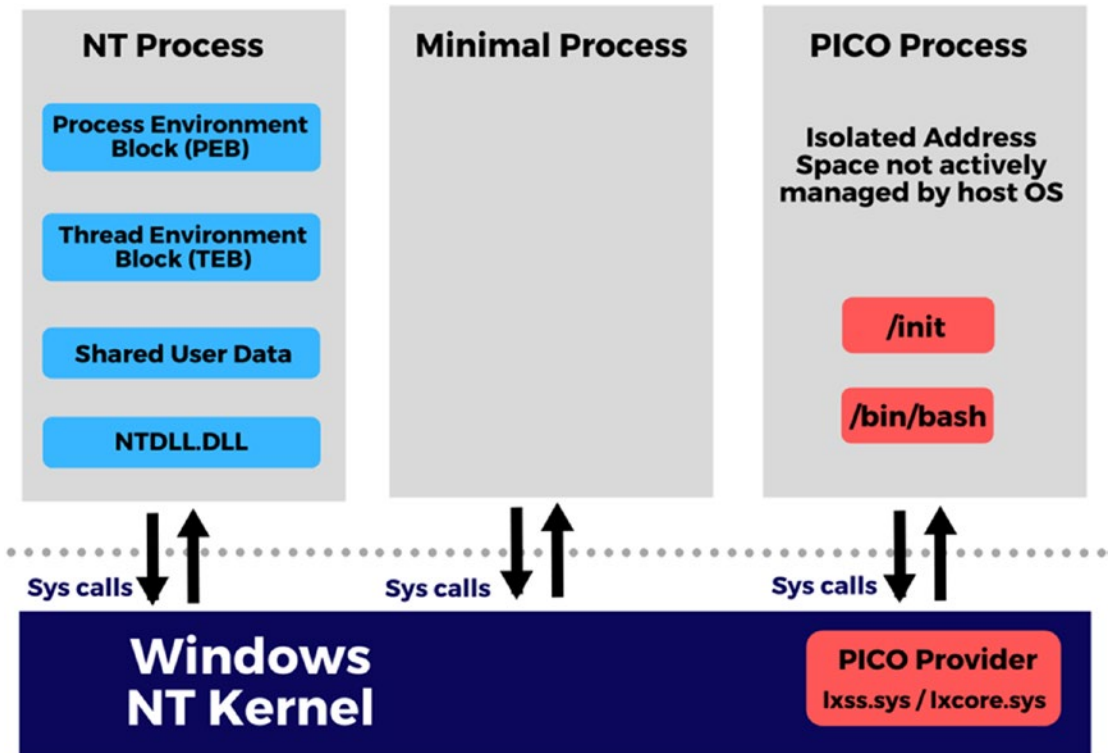 NT Process
Process Environment
Block (PEB)
Thread Environment
Block (TEB)
Shared User Data
NTDLL.DLL
Minimal Process
PICO Process
Isolated Address
Space not actively
managed by host OS
/init
/bin/bash
Sys calls
Sys calls
Sys calls
Windows
NT Kernel
PICO Provider
lxss.sys / lxcore.sys